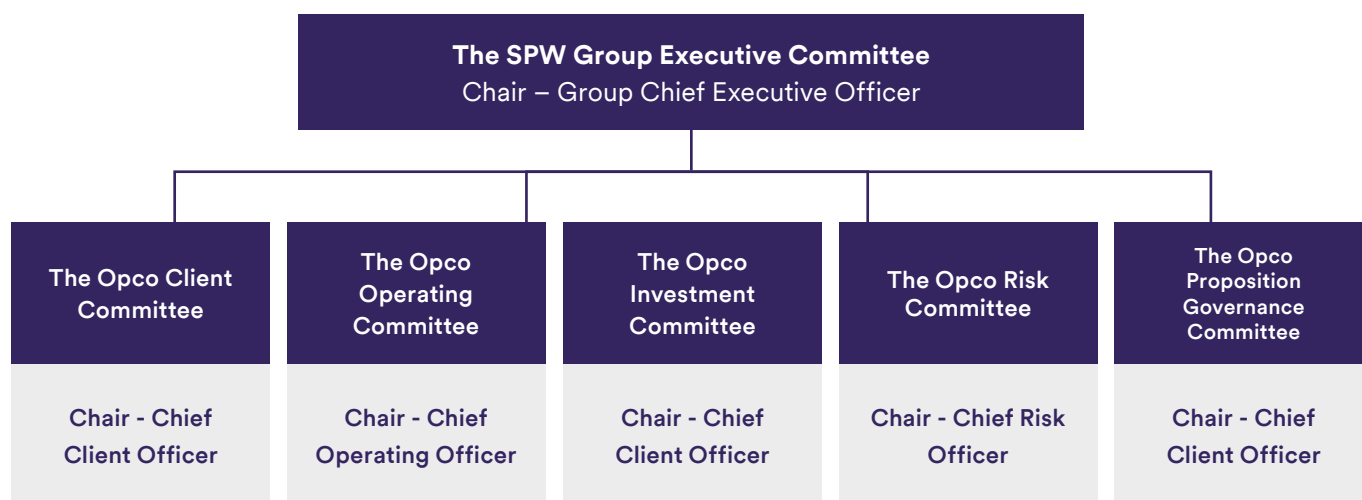 The SPW Group Executive Committee
Chair – Group Chief Executive Officer
The Opco Client
Committee
Chair - Chief
Client Officer
The Opco
Operating
Committee
Chair - Chief
Operating Officer
The Opco
Investment
Committee
Chair - Chief
Client Officer
The Opco Risk
Committee
Chair - Chief Risk
Officer
The Opco
Proposition
Governance
Committee
Chair - Chief
Client Officer